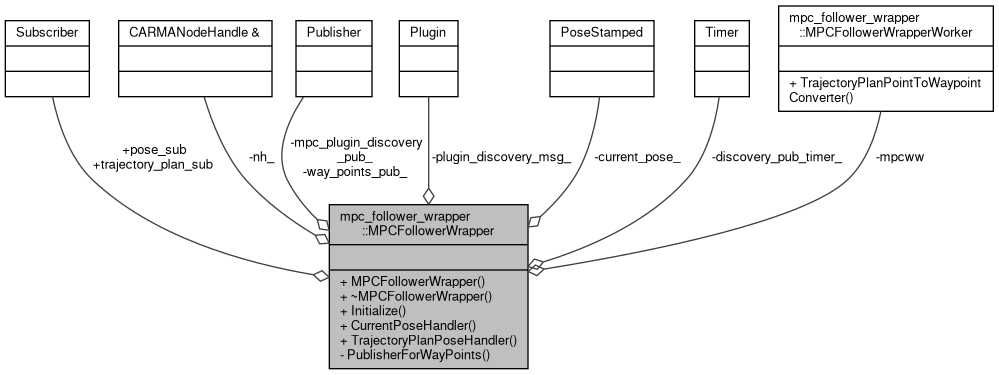 Subscriber
CARMANodeHandle &
Publisher
Plugin
PoseStamped
Timer
mpc_follower_wrapper
::MPCFollowerWrapperWorker
+ TrajectoryPlanPointToWaypoint
Converter()
+pose_sub
+trajectory_plan_sub
-nh_
-mpc_plugin_discovery
_pub_
-way_points_pub_
-plugin_discovery_msg_
-current_pose_
-discovery_pub_timer_
-mpcww
mpc_follower_wrapper
::MPCFollowerWrapper
+ MPCFollowerWrapper()
+ ~MPCFollowerWrapper()
+ Initialize()
+ CurrentPoseHandler()
+ TrajectoryPlanPoseHandler()
- PublisherForWayPoints()